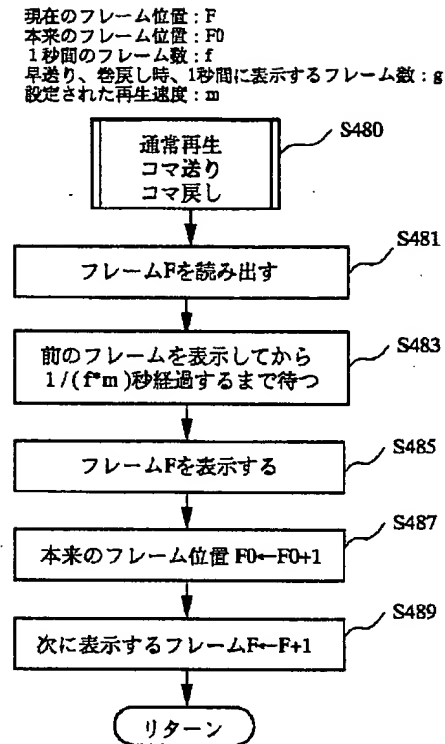 現在のフレーム位置：F
本来のフレーム位置：F0
1秒間のフレーム数：f
早送り、巻戻し時、1秒間に表示するフレーム数：g
設定された再生速度：m
S480
通常再生
コマ送り
コマ戻し
S481
フレームFを読み出す
S483
前のフレームを表示してから
1/(f*m)秒経過するまで待つ
S485
フレームFを表示する
S487
本来のフレーム位置 F0←F0+1
S489
次に表示するフレームF←F+1
リターン